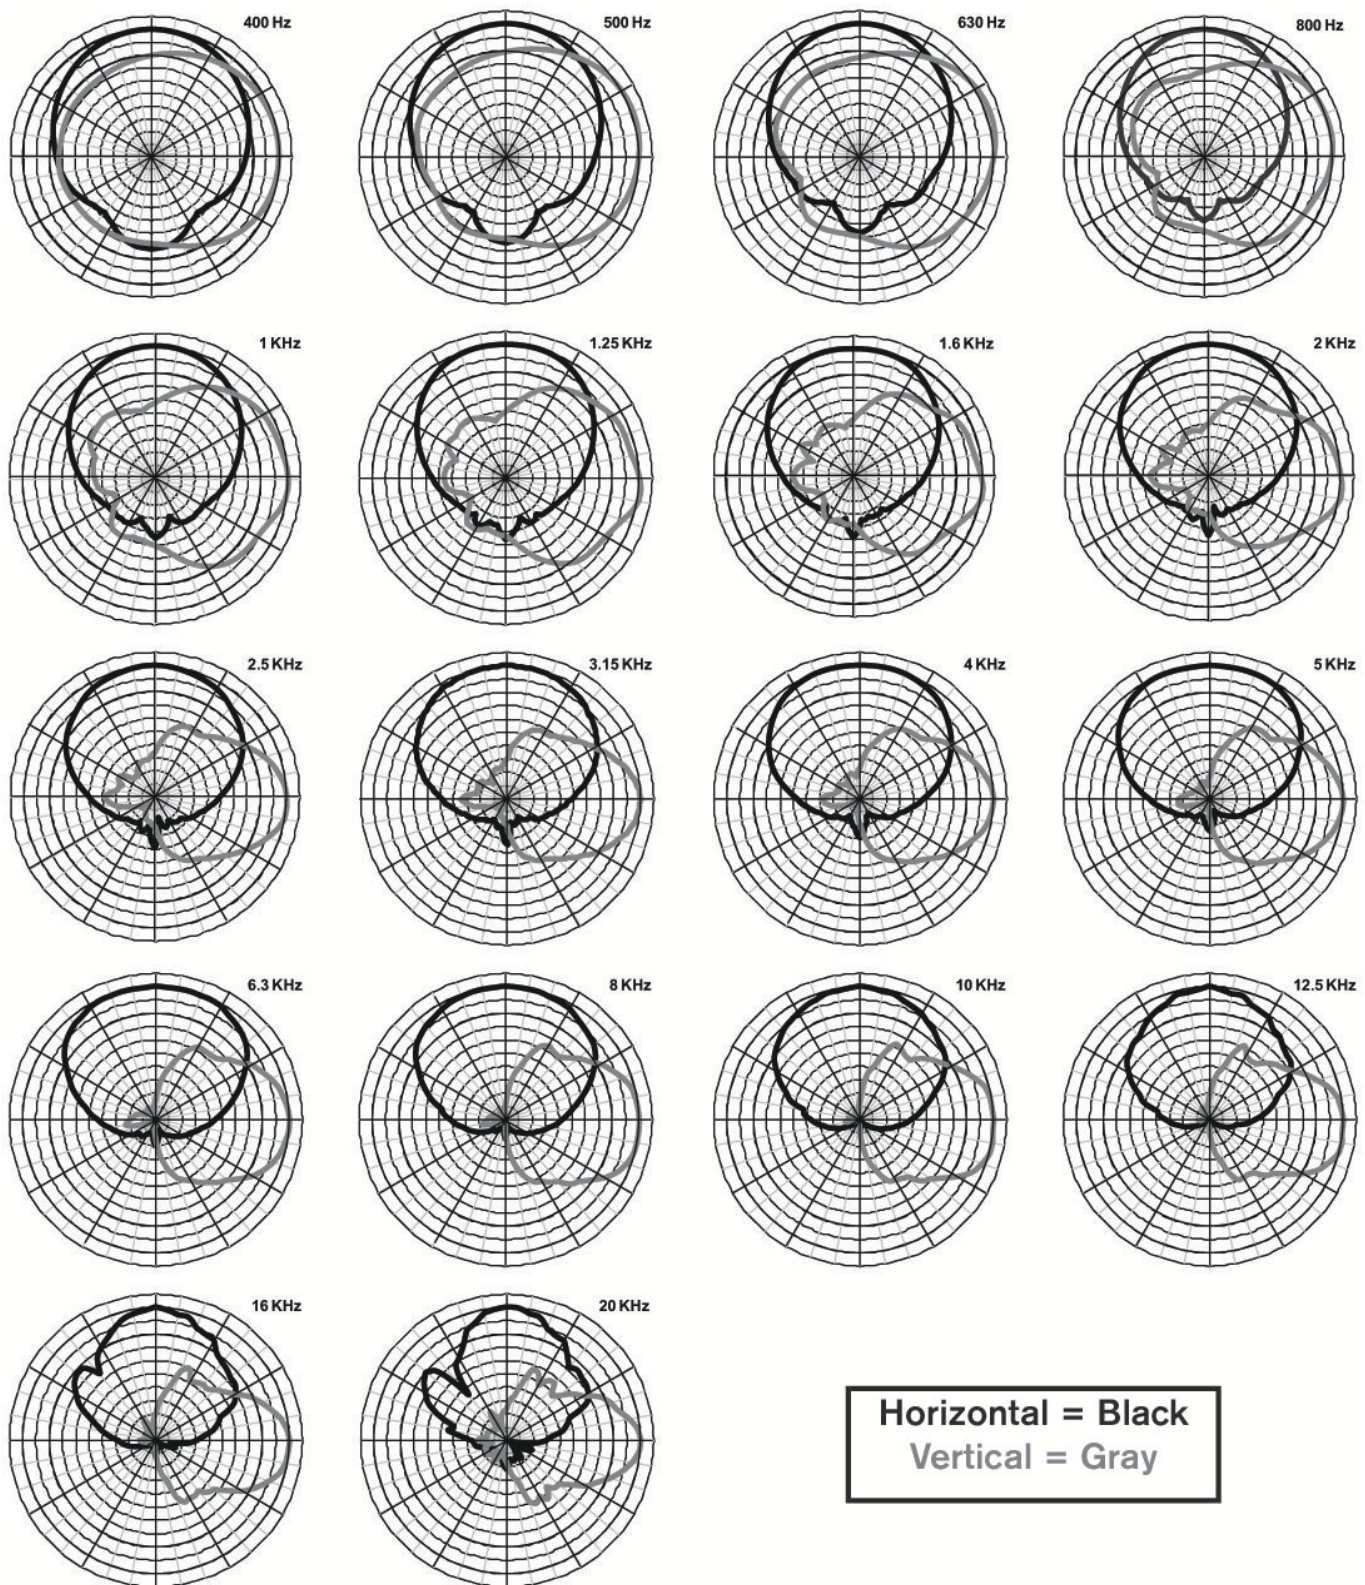 400 Hz
500 Hz
630 Hz
800 Hz
1 KHz
1.25 KHz
1.6 KHz
2 KHz
2.5 KHz
3.15 KHz
4 KHz
5 KHz
6.3 KHz
8 KHz
10 KHz
12.5 KHz
16 KHz
20 KHz
Horizontal = Black
Vertical = Gray